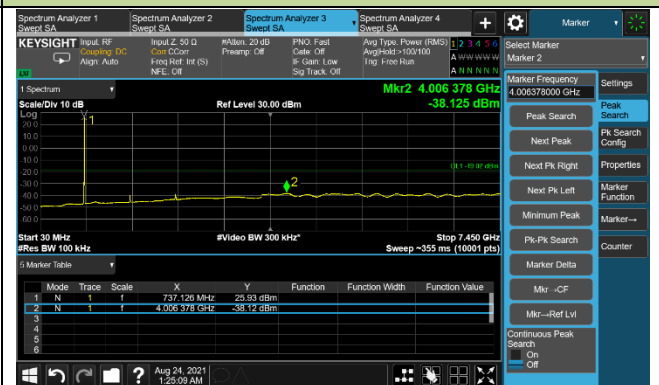 Spectrum Analyzer 1
Swept SA
Spectrum Analyzer 2
Swept SA
Spectrum Analyzer 3
Swept SA
Spectrum Analyzer 4
Swept SA
+
Marker
KEYSIGHT
Input: RF
Coupling: DC
Align: Auto
Input Z: 50 Ω
Corr CCorr
Freq Ref: Int (S)
NFE: Off
#Atten: 20 dB
Preamp: Off
PNO: Fast
Gate: Off
IF Gain: Low
Sig Track: Off
Avg Type: Power (RMS)
Avg|Hold:>100/100
Trig: Free Run
1 2 3 4 5 6
A W W W W W
A N N N N N
1 Spectrum
Scale/Div 10 dB
Ref Level 30.00 dBm
Mkr2 4.006 378 GHz
-38.125 dBm
Log
20.0
10.0
0.00
-10.0
-20.0
-30.0
-40.0
-50.0
-60.0
1
2
DL1 -19.02 dBm
Start 30 MHz
#Res BW 100 kHz
#Video BW 300 kHz*
Stop 7.450 GHz
Sweep ~355 ms (10001 pts)
5 Marker Table
Mode Trace Scale X Y Function Function Width Function Value
1 N 1 f 737.126 MHz 25.93 dBm
2 N 1 f 4.006 378 GHz -38.12 dBm
3
4
5
6
Select Marker
Marker 2
Marker Frequency
4.006378000 GHz
Peak Search
Next Peak
Next Pk Right
Next Pk Left
Minimum Peak
Pk-Pk Search
Marker Delta
Mkr→CF
Mkr→Ref Lvl
Continuous Peak
Search
On
Off
Settings
Peak
Search
Pk Search
Config
Properties
Marker
Function
Marker→
Counter
?
Aug 24, 2021
1:25:09 AM